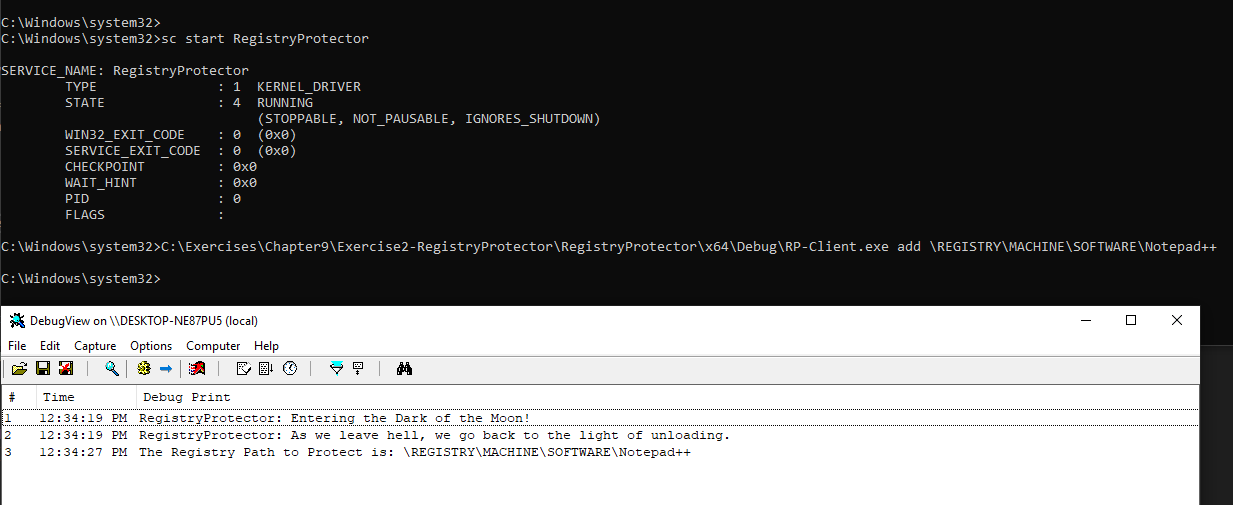 C:\Windows\system32>
C:\Windows\system32>sc start RegistryProtector
SERVICE_NAME: RegistryProtector
TYPE : 1 KERNEL_DRIVER
STATE : 4 RUNNING
(STOPPABLE, NOT_PAUSABLE, IGNORES_SHUTDOWN)
WIN32_EXIT_CODE : 0 (0x0)
SERVICE_EXIT_CODE : 0 (0x0)
CHECKPOINT : 0x0
WAIT_HINT : 0x0
PID : 0
FLAGS :
C:\Windows\system32>C:\Exercises\Chapter9\Exercise2-RegistryProtector\RegistryProtector\x64\Debug\RP-Client.exe add \REGISTRY\MACHINE\SOFTWARE\Notepad++
C:\Windows\system32>
DebugView on \\DESKTOP-NE87PU5 (local)
File Edit Capture Options Computer Help
# Time Debug Print
1 12:34:19 PM RegistryProtector: Entering the Dark of the Moon!
2 12:34:19 PM RegistryProtector: As we leave hell, we go back to the light of unloading.
3 12:34:27 PM The Registry Path to Protect is: \REGISTRY\MACHINE\SOFTWARE\Notepad++